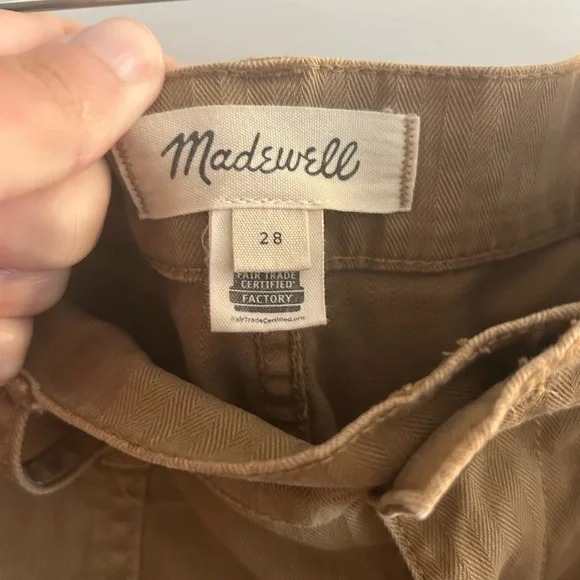 Madewell
28
FAIR TRADE
CERTIFIED
FACTORY
FairTradeCertified.org